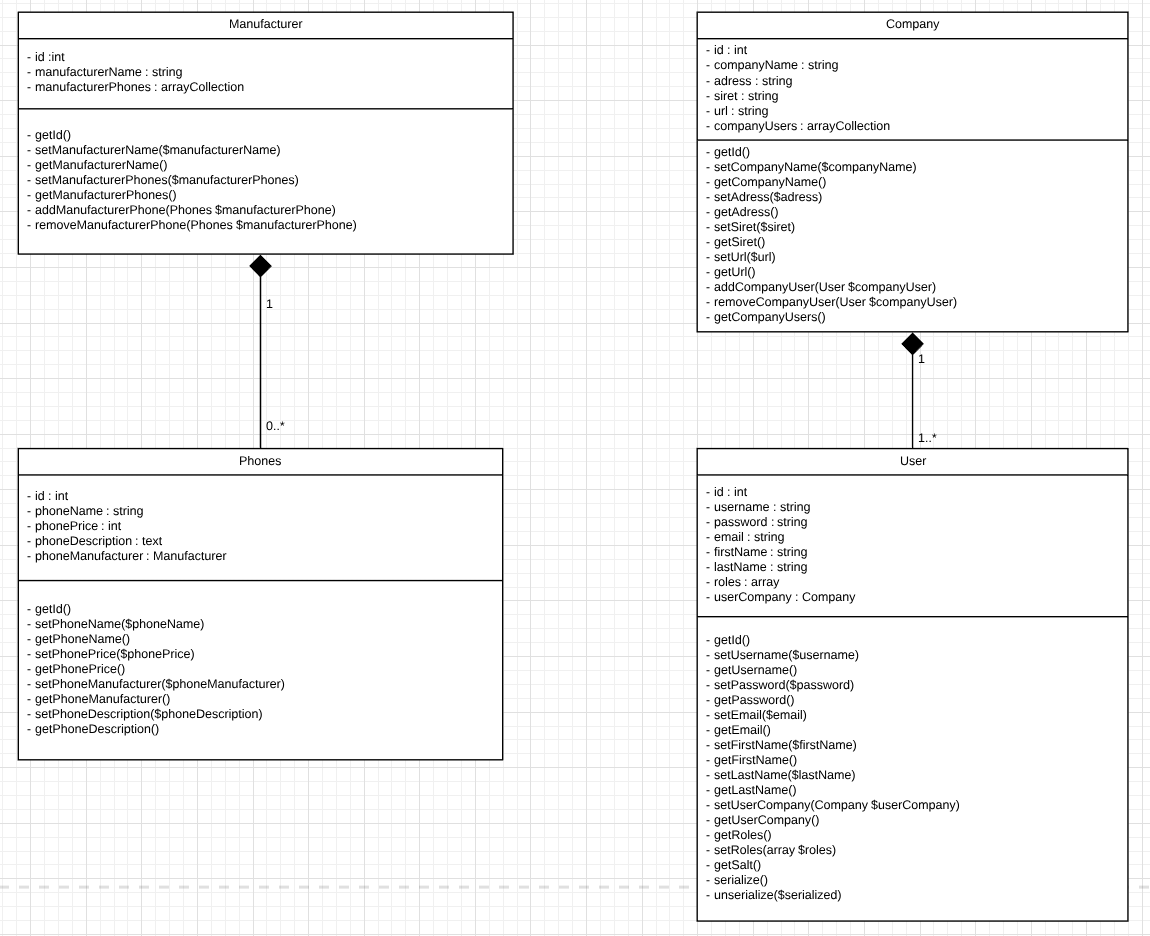 Manufacturer
- id :int
- manufacturerName : string
- manufacturerPhones : arrayCollection
- getId()
- setManufacturerName($manufacturerName)
- getManufacturerName()
- setManufacturerPhones($manufacturerPhones)
- getManufacturerPhones()
- addManufacturerPhone(Phones $manufacturerPhone)
- removeManufacturerPhone(Phones $manufacturerPhone)
1
0..*
Phones
- id : int
- phoneName : string
- phonePrice : int
- phoneDescription : text
- phoneManufacturer : Manufacturer
- getId()
- setPhoneName($phoneName)
- getPhoneName()
- setPhonePrice($phonePrice)
- getPhonePrice()
- setPhoneManufacturer($phoneManufacturer)
- getPhoneManufacturer()
- setPhoneDescription($phoneDescription)
- getPhoneDescription()
Company
- id : int
- companyName : string
- adress : string
- siret : string
- url : string
- companyUsers : arrayCollection
- getId()
- setCompanyName($companyName)
- getCompanyName()
- setAdress($adress)
- getAdress()
- setSiret($siret)
- getSiret()
- setUrl($url)
- getUrl()
- addCompanyUser(User $companyUser)
- removeCompanyUser(User $companyUser)
- getCompanyUsers()
1
1..*
User
- id : int
- username : string
- password : string
- email : string
- firstName : string
- lastName : string
- roles : array
- userCompany : Company
- getId()
- setUsername($username)
- getUsername()
- setPassword($password)
- getPassword()
- setEmail($email)
- getEmail()
- setFirstName($firstName)
- getFirstName()
- setLastName($lastName)
- getLastName()
- setUserCompany(Company $userCompany)
- getUserCompany()
- getRoles()
- setRoles(array $roles)
- getSalt()
- serialize()
- unserialize($serialized)